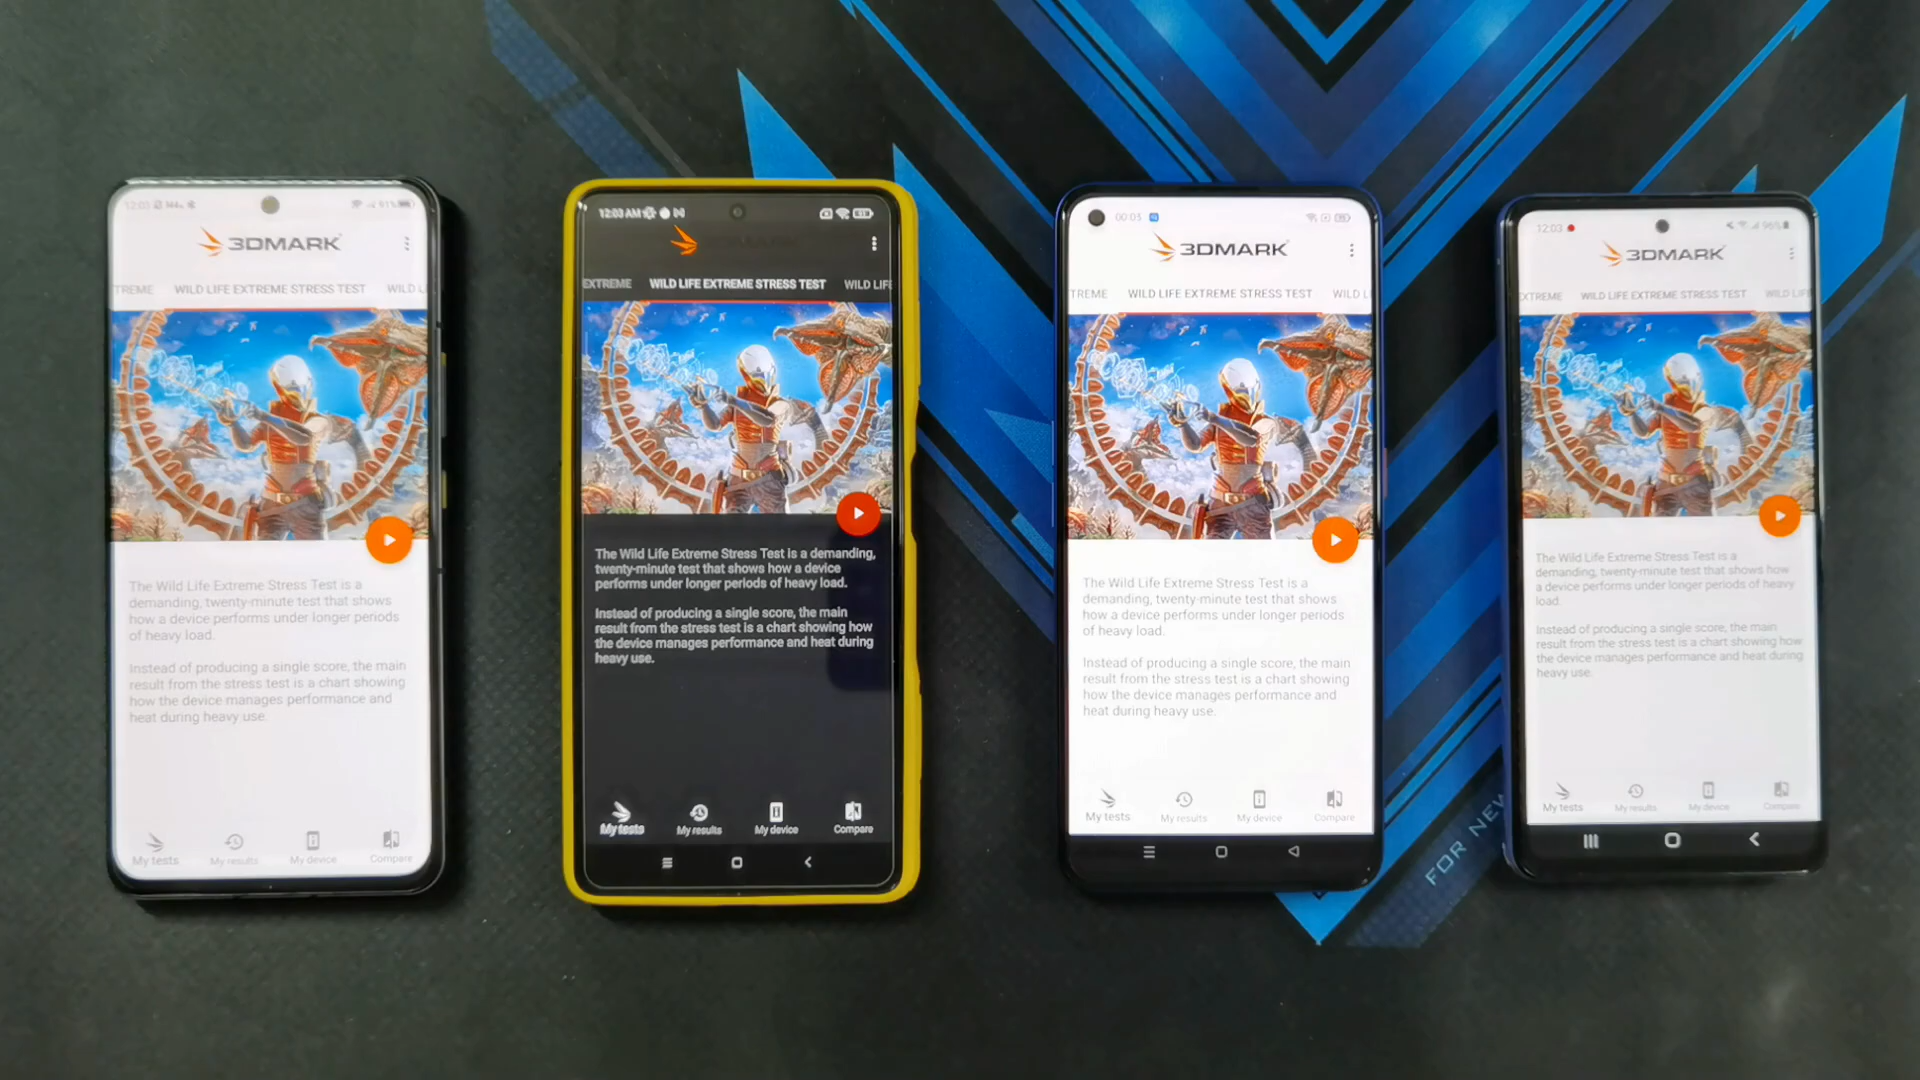 12:03
91%
3DMARK
TREME
WILD LIFE EXTREME STRESS TEST
WILD L
The Wild Life Extreme Stress Test is a
demanding, twenty-minute test that shows
how a device performs under longer periods
of heavy load.
Instead of producing a single score, the main
result from the stress test is a chart showing
how the device manages performance and
heat during heavy use.
My tests
My results
My device
Compare
12:03 AM
EXTREME
WILD LIFE EXTREME STRESS TEST
WILD LIFE
The Wild Life Extreme Stress Test is a demanding,
twenty-minute test that shows how a device
performs under longer periods of heavy load.
Instead of producing a single score, the main
result from the stress test is a chart showing how
the device manages performance and heat during
heavy use.
My tests
My results
My device
Compare
00:03
3DMARK
TREME
WILD LIFE EXTREME STRESS TEST
WILD L
The Wild Life Extreme Stress Test is a
demanding, twenty-minute test that shows
how a device performs under longer periods
of heavy load.
Instead of producing a single score, the main
result from the stress test is a chart showing
how the device manages performance and
heat during heavy use.
My tests
My results
My device
Compare
12:03
96%
3DMARK
EXTREME
WILD LIFE EXTREME STRESS TEST
WILD LIFE
The Wild Life Extreme Stress Test is a
demanding, twenty-minute test that shows how
a device performs under longer periods of heavy
load.
Instead of producing a single score, the main
result from the stress test is a chart showing how
the device manages performance and heat during
heavy use.
My tests
My results
My device
Compare
FOR NEW